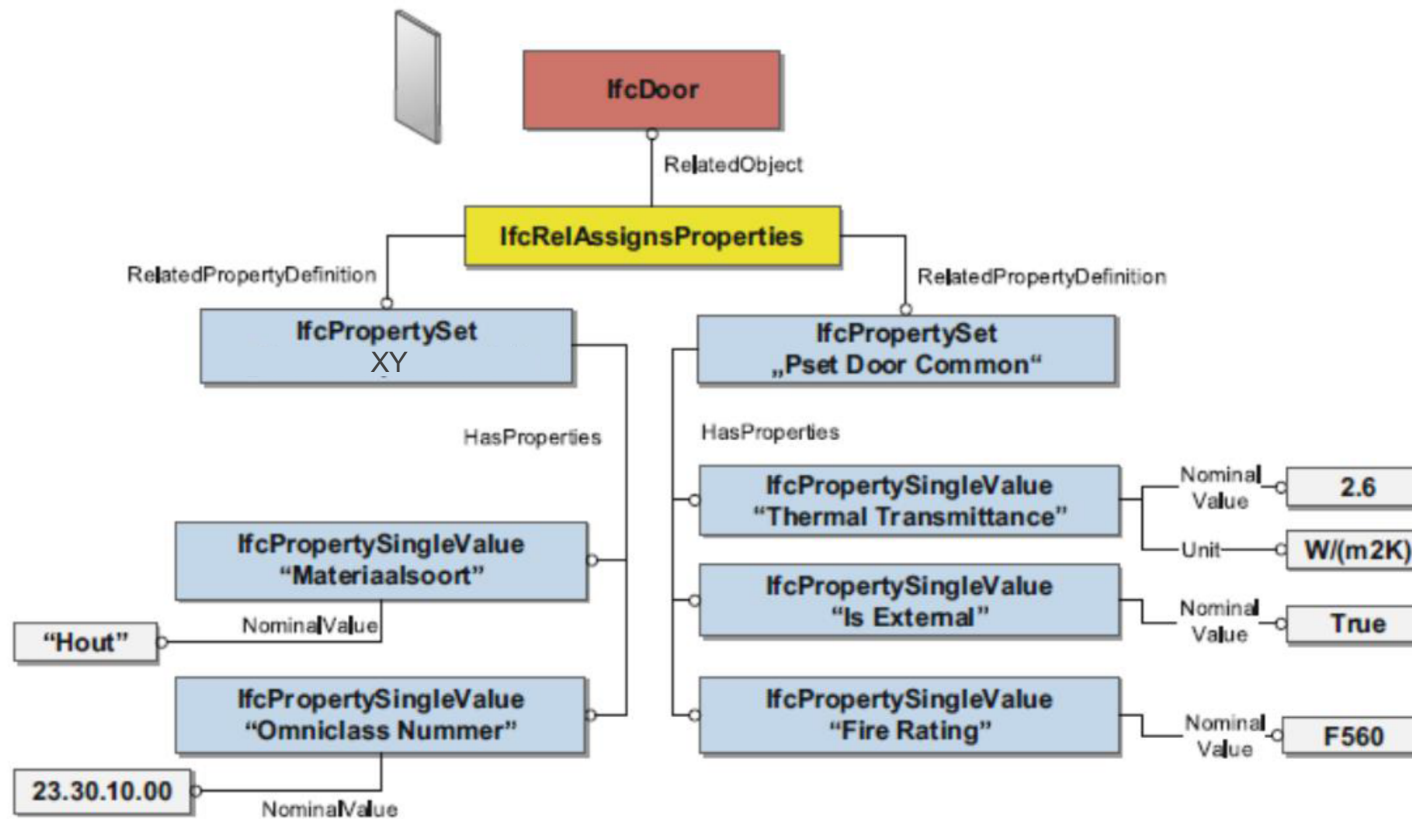 IfcDoor
RelatedObject
IfcRelAssignsProperties
RelatedPropertyDefinition
RelatedPropertyDefinition
IfcPropertySet
XY
IfcPropertySet
„Pset Door Common“
HasProperties
HasProperties
IfcPropertySingleValue
“Thermal Transmittance”
Nominal
Value
2.6
Unit
W/(m2K)
IfcPropertySingleValue
“Materiaalsoort”
NominalValue
“Hout”
IfcPropertySingleValue
“Is External”
Nominal
Value
True
IfcPropertySingleValue
“Omniclass Nummer”
NominalValue
23.30.10.00
IfcPropertySingleValue
“Fire Rating”
Nominal
Value
F560